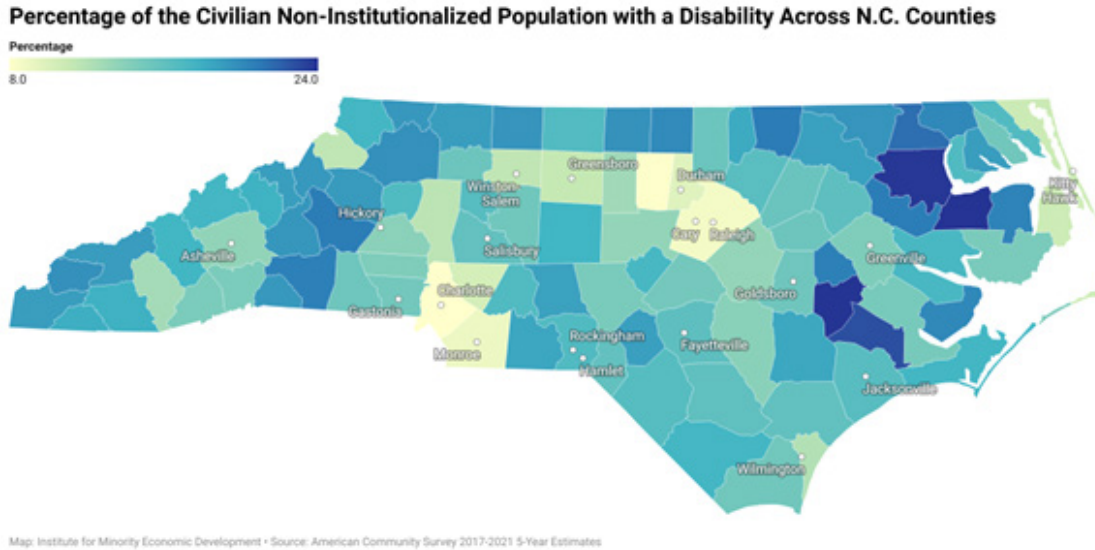 Percentage of the Civilian Non-Institutionalized Population with a Disability Across N.C. Counties
Percentage
8.0 24.0
Greensboro
Durham
Winston-
Salem
Kitty
Hawk
Hickory
Cary Raleigh
Salisbury
Asheville
Greenville
Charlotte
Goldsboro
Gastonia
Rockingham
Monroe
Fayetteville
Hamlet
Jacksonville
Wilmington
Map: Institute for Minority Economic Development • Source: American Community Survey 2017-2021 5-Year Estimates